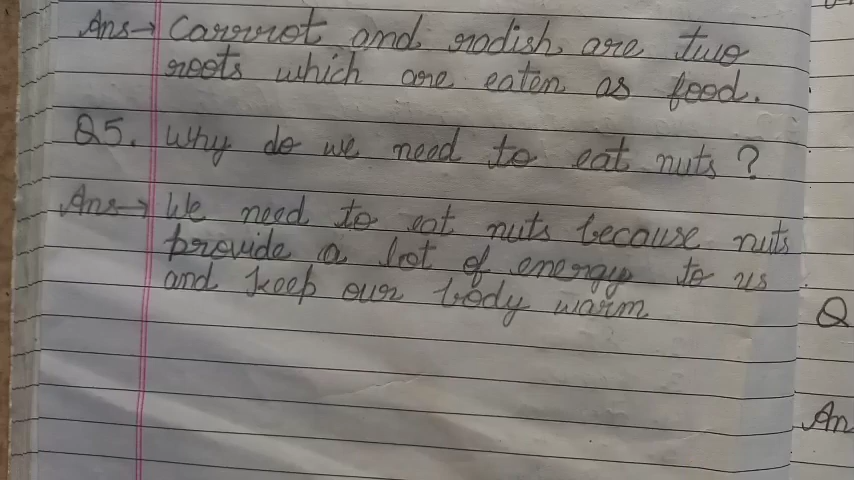 Ans→ Carrrot and radish are two
roots which are eaten as food.
Q5. Why do we need to eat nuts ?
Ans→ We need to eat nuts because nuts
provide a lot of energy to us
and keep our body warm
Q
An